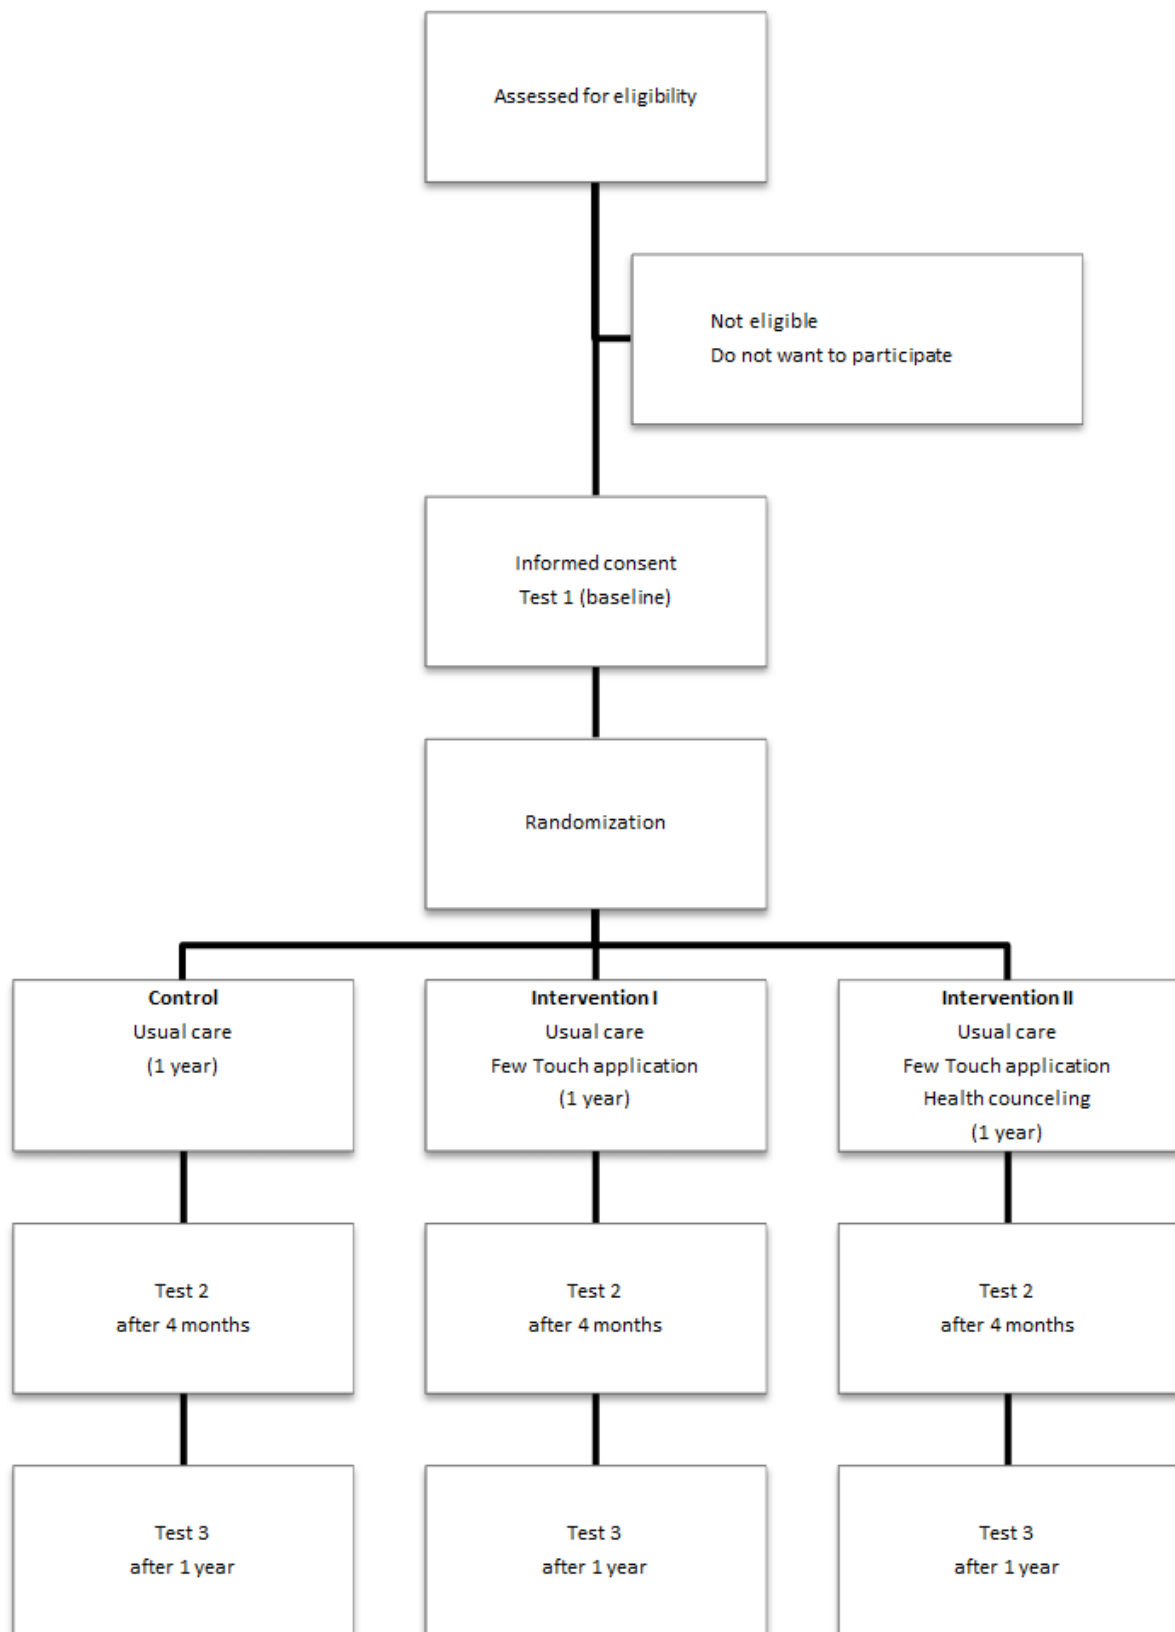 Assessed for eligibility
Not eligible
Do not want to participate
Informed consent
Test 1 (baseline)
Randomization
Control
Usual care
(1 year)
Intervention I
Usual care
Few Touch application
(1 year)
Intervention II
Usual care
Few Touch application
Health counceling
(1 year)
Test 2
after 4 months
Test 2
after 4 months
Test 2
after 4 months
Test 3
after 1 year
Test 3
after 1 year
Test 3
after 1 year